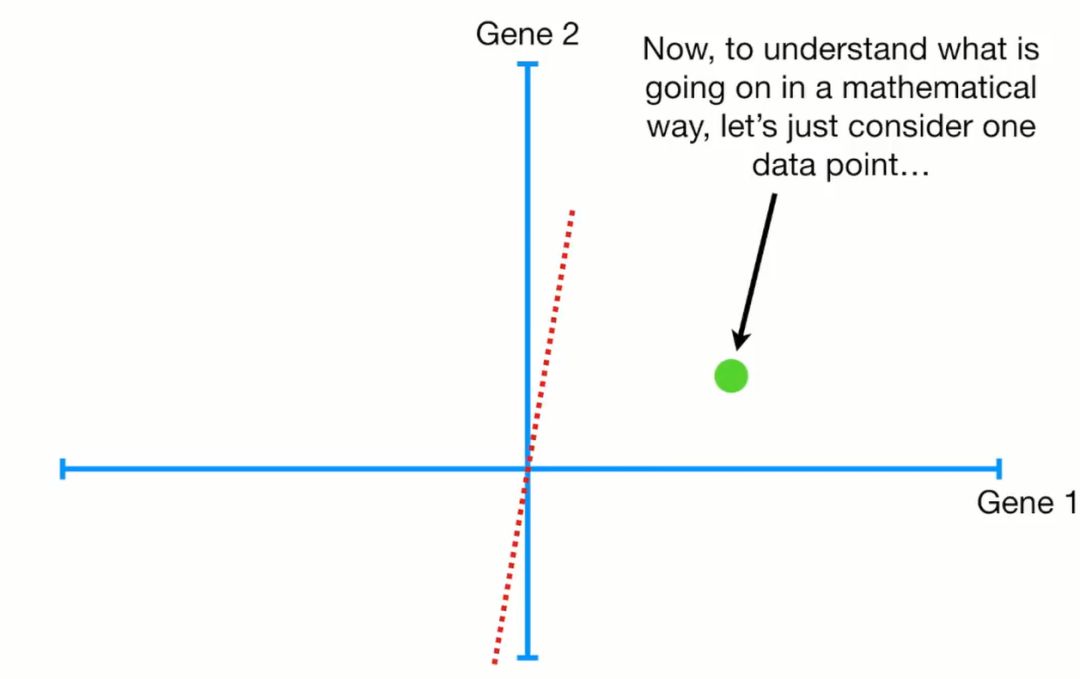 Gene 2
Now, to understand what is
going on in a mathematical
way, let’s just consider one
data point…
Gene 1